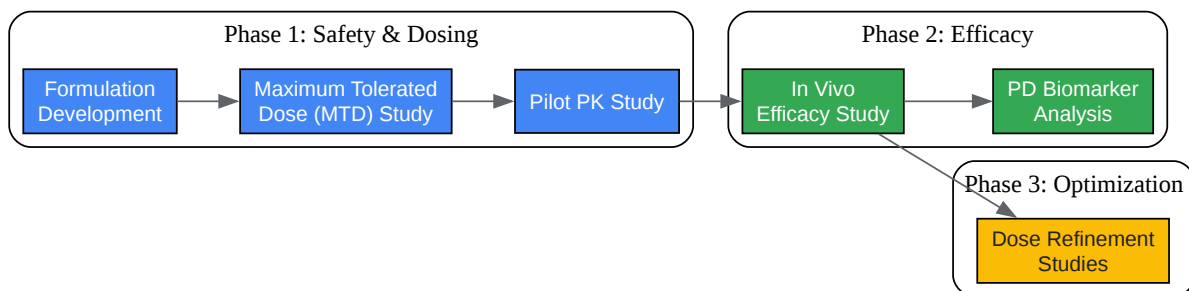 Phase 1: Safety & Dosing
Formulation
Development
Maximum Tolerated
Dose (MTD) Study
Pilot PK Study
Phase 2: Efficacy
In Vivo
Efficacy Study
PD Biomarker
Analysis
Phase 3: Optimization
Dose Refinement
Studies